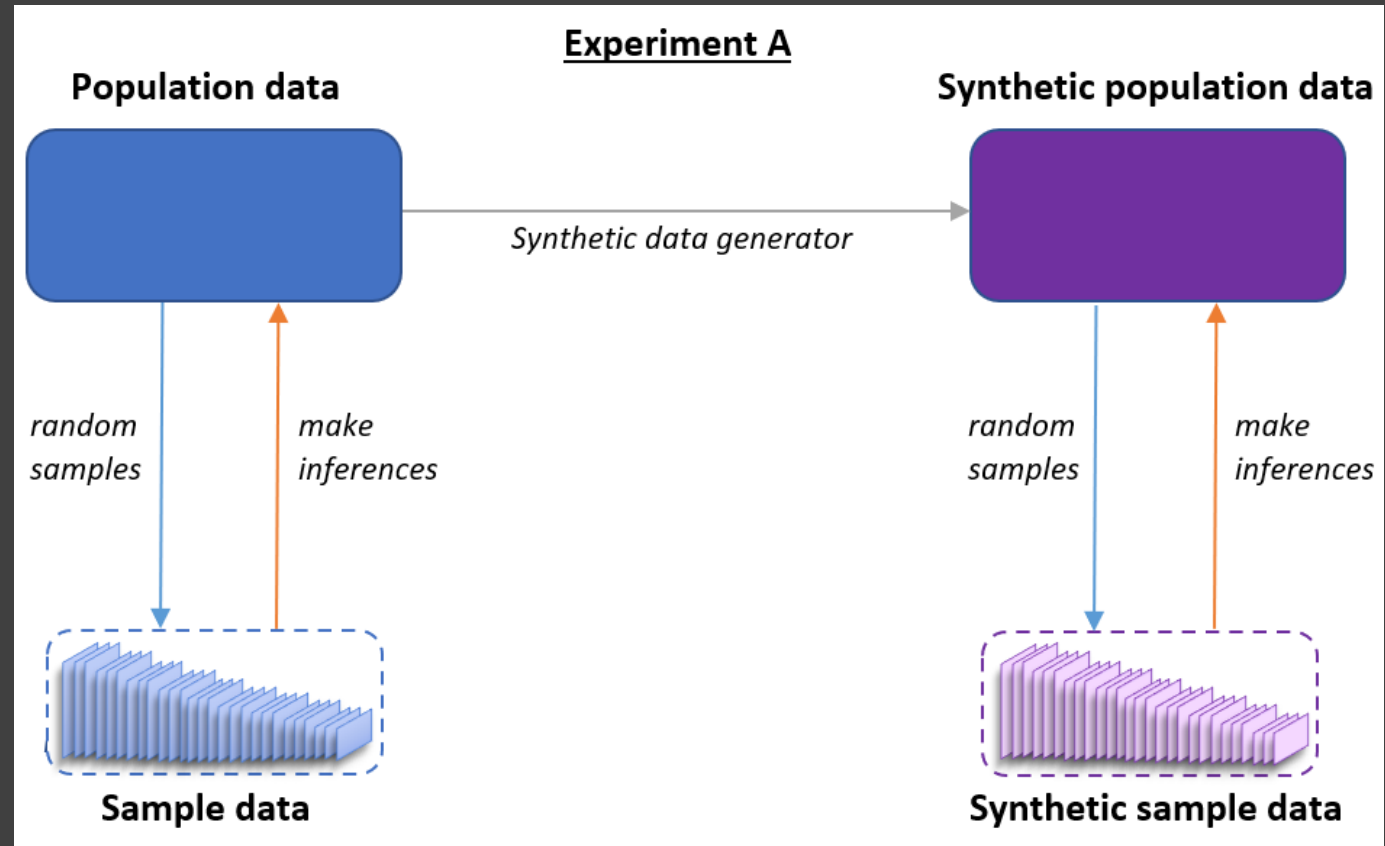 Experiment A
Population data
Synthetic population data
Synthetic data generator
random
samples
make
inferences
random
samples
make
inferences
Sample data
Synthetic sample data